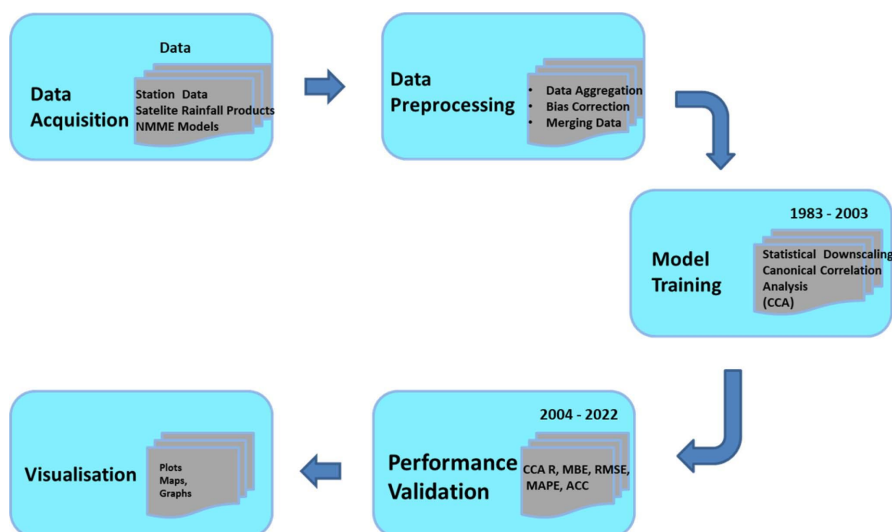 Data
Data
Acquisition
Station Data
Satelite Rainfall Products
NMME Models
Data
Preprocessing
• Data Aggregation
• Bias Correction
• Merging Data
1983 - 2003
Model
Training
Statistical Downscaling
Canonical Correlation
Analysis
(CCA)
2004 - 2022
Performance
Validation
CCA R, MBE, RMSE,
MAPE, ACC
Visualisation
Plots
Maps,
Graphs